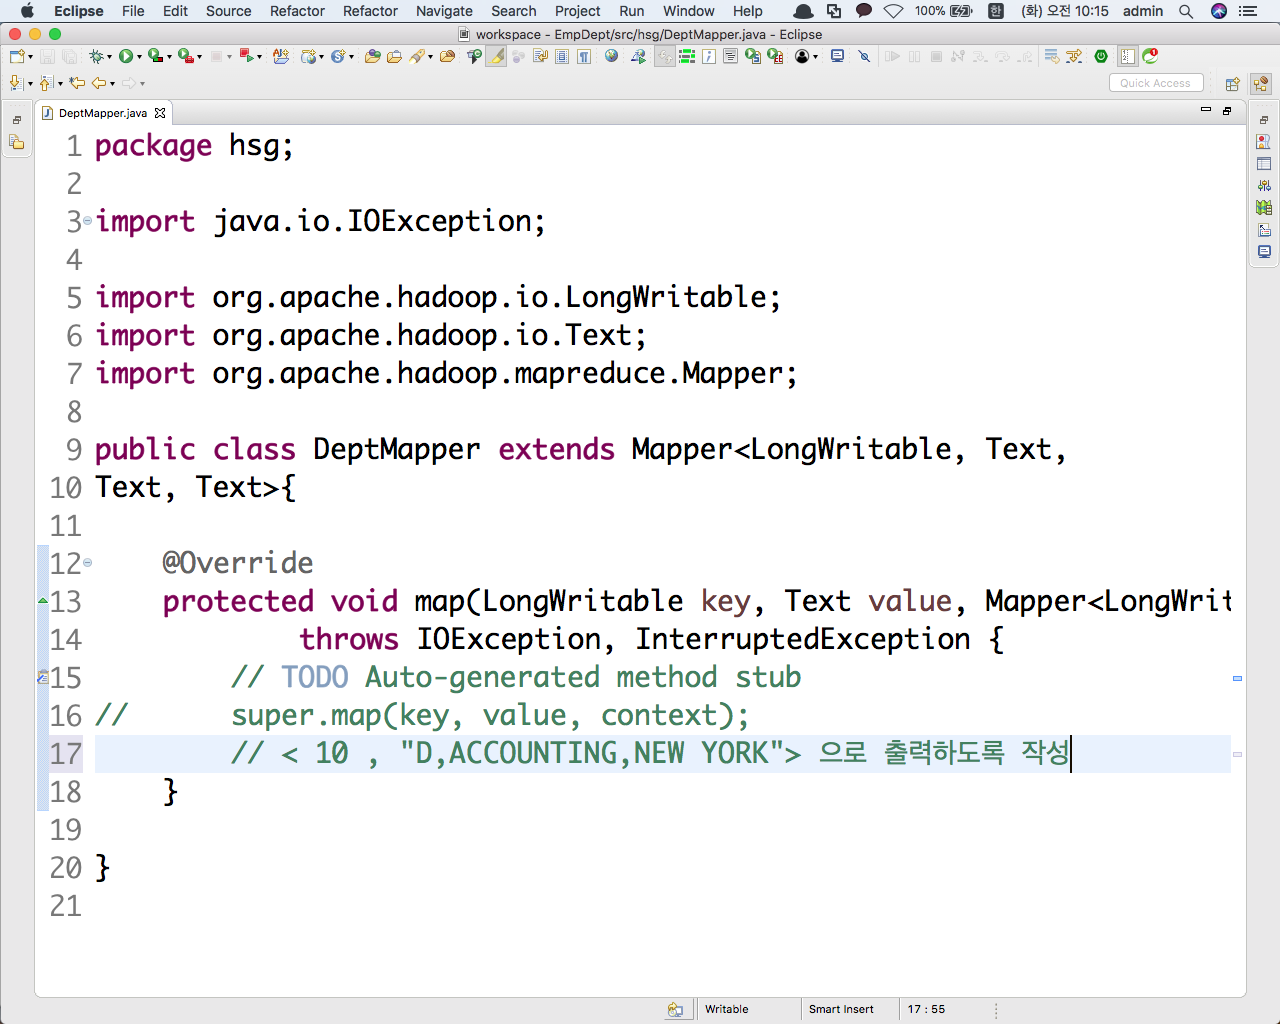 Eclipse File Edit Source Refactor Refactor Navigate Search Project Run Window Help 100% 한 (화) 오전 10:15 admin
workspace - EmpDept/src/hsg/DeptMapper.java - Eclipse
Quick Access
DeptMapper.java
1 package hsg;
2
3 import java.io.IOException;
4
5 import org.apache.hadoop.io.LongWritable;
6 import org.apache.hadoop.io.Text;
7 import org.apache.hadoop.mapreduce.Mapper;
8
9 public class DeptMapper extends Mapper<LongWritable, Text,
10 Text, Text>{
11
12 @Override
13 protected void map(LongWritable key, Text value, Mapper<LongWrit
14 throws IOException, InterruptedException {
15 // TODO Auto-generated method stub
16 // super.map(key, value, context);
17 // < 10 , "D,ACCOUNTING,NEW YORK"> 으로 출력하도록 작성
18 }
19
20 }
21
Writable Smart Insert 17 : 55